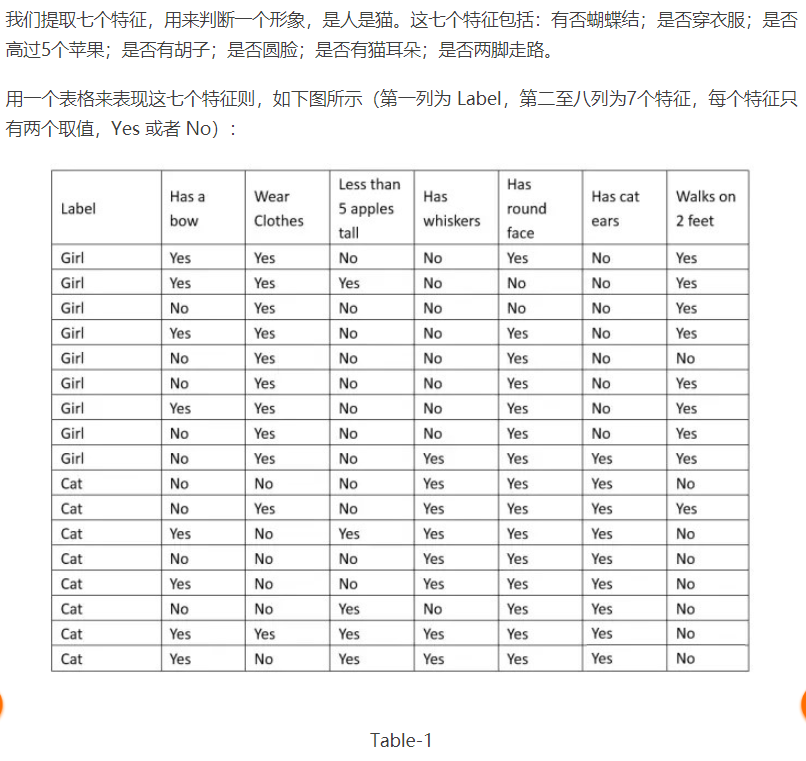 我们提取七个特征，用来判断一个形象，是人是猫。这七个特征包括：有否蝴蝶结；是否穿衣服；是否
高过5个苹果；是否有胡子；是否圆脸；是否有猫耳朵；是否两脚走路。
用一个表格来表现这七个特征则，如下图所示（第一列为 Label，第二至八列为7个特征，每个特征只
有两个取值，Yes 或者 No）：
Label Has a bow Wear Clothes Less than 5 apples tall Has whiskers Has round face Has cat ears Walks on 2 feet
Girl Yes Yes No No Yes No Yes
Girl Yes Yes Yes No No No Yes
Girl No Yes No No No No Yes
Girl Yes Yes No No Yes No Yes
Girl No Yes No No Yes No No
Girl No Yes No No Yes No Yes
Girl Yes Yes No No Yes No Yes
Girl No Yes No No Yes No Yes
Girl No Yes No Yes Yes Yes Yes
Cat No No No Yes Yes Yes No
Cat No Yes No Yes Yes Yes Yes
Cat Yes No Yes Yes Yes Yes No
Cat No No No Yes Yes Yes No
Cat Yes No No Yes Yes Yes No
Cat No No Yes No Yes Yes No
Cat Yes Yes Yes Yes Yes Yes No
Cat Yes No Yes Yes Yes Yes No
Table-1